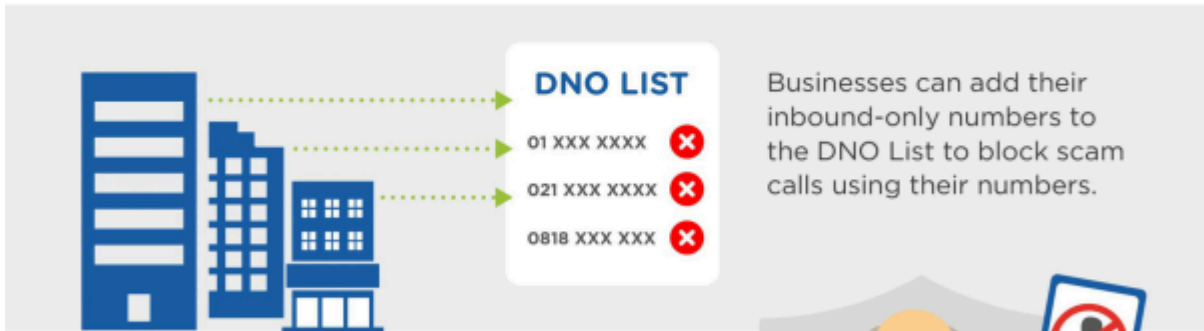 DNO LIST
01 XXX XXXX
021 XXX XXXX
0818 XXX XXX
Businesses can add their
inbound-only numbers to
the DNO List to block scam
calls using their numbers.